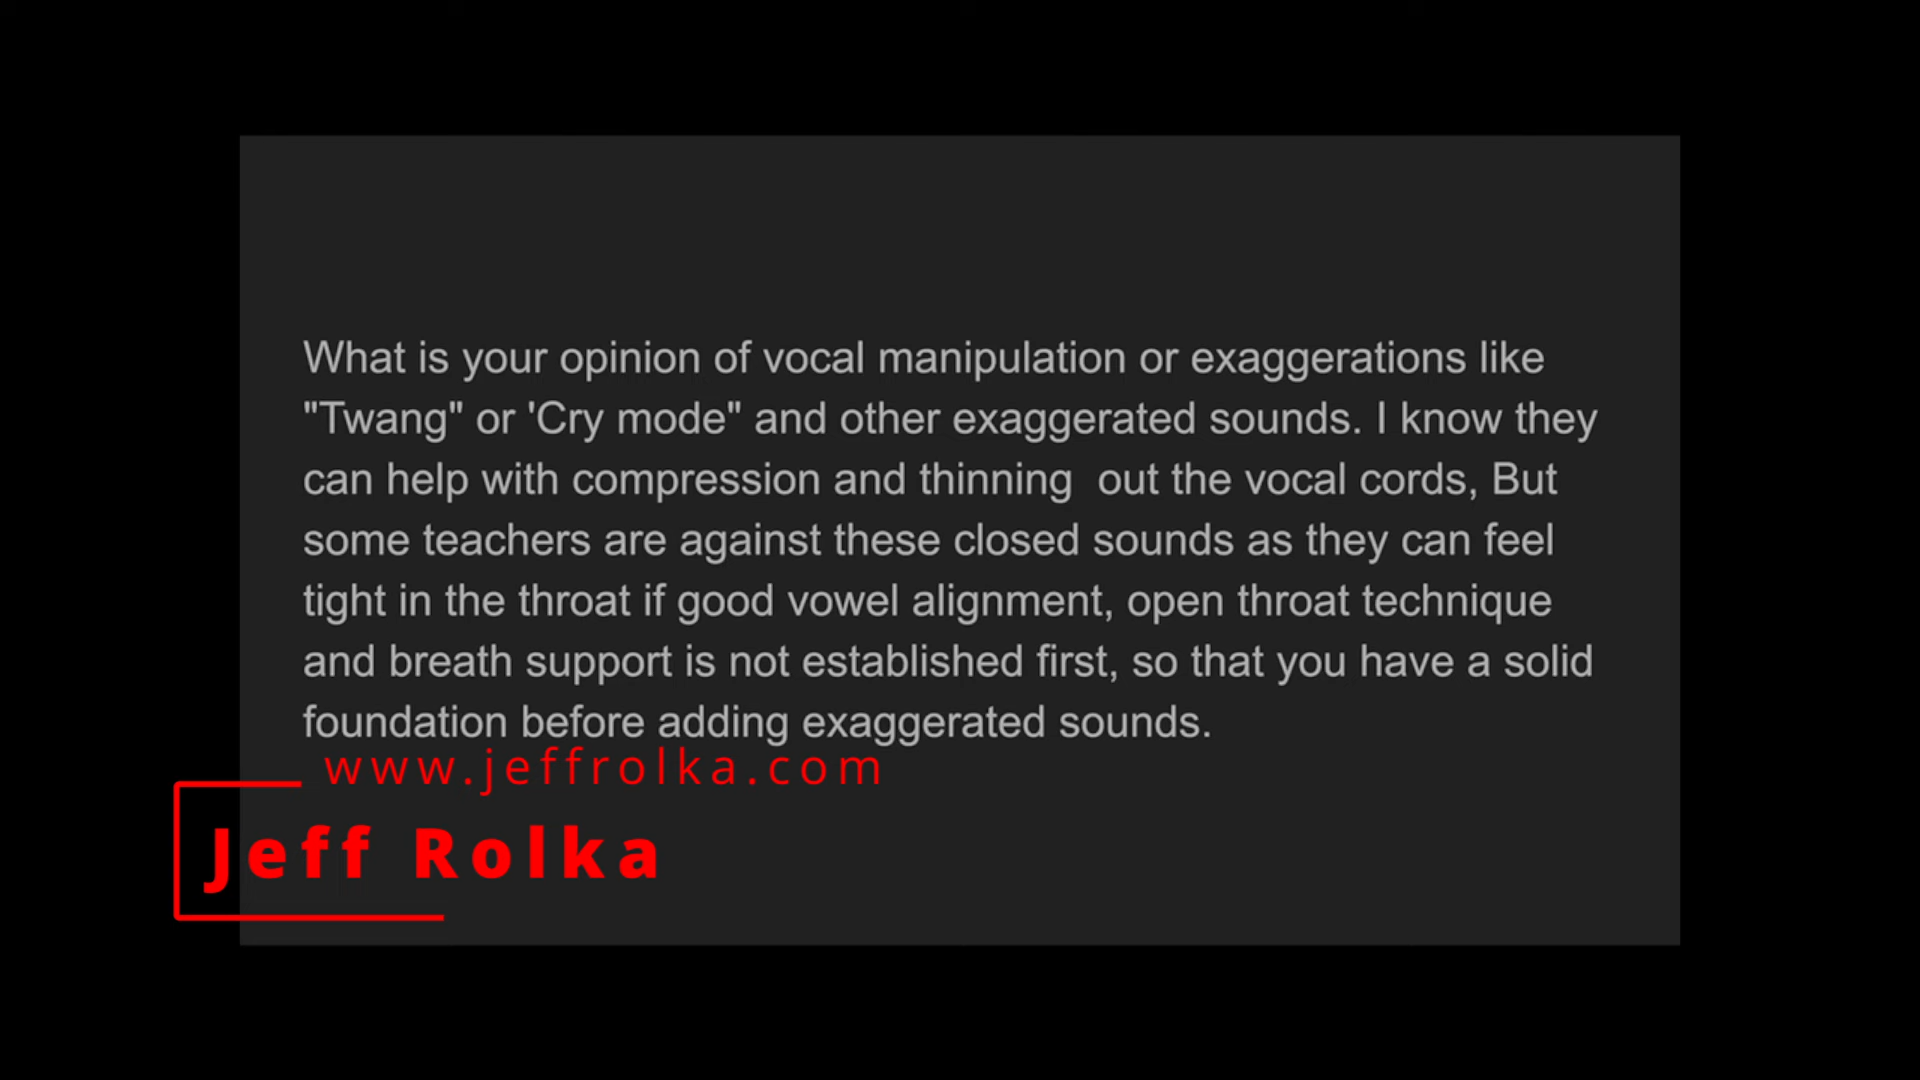 What is your opinion of vocal manipulation or exaggerations like
"Twang" or 'Cry mode" and other exaggerated sounds. I know they
can help with compression and thinning  out the vocal cords, But
some teachers are against these closed sounds as they can feel
tight in the throat if good vowel alignment, open throat technique
and breath support is not established first, so that you have a solid
foundation before adding exaggerated sounds.
www.jeffrolka.com
Jeff Rolka